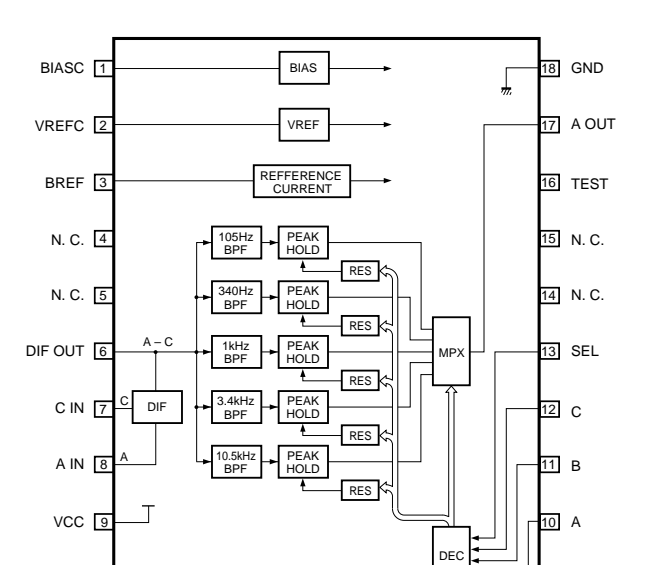 BIASC 1 BIAS 18 GND
VREFC 2 VREF 17 A OUT
BREF 3 REFFERENCE CURRENT 16 TEST
N. C. 4 105Hz BPF PEAK HOLD 15 N. C.
RES
N. C. 5 340Hz BPF PEAK HOLD 14 N. C.
RES
A – C
DIF OUT 6 1kHz BPF PEAK HOLD MPX 13 SEL
RES
C IN 7 C DIF 3.4kHz BPF PEAK HOLD 12 C
RES
A IN 8 A 10.5kHz BPF PEAK HOLD 11 B
RES
VCC 9 10 A
DEC